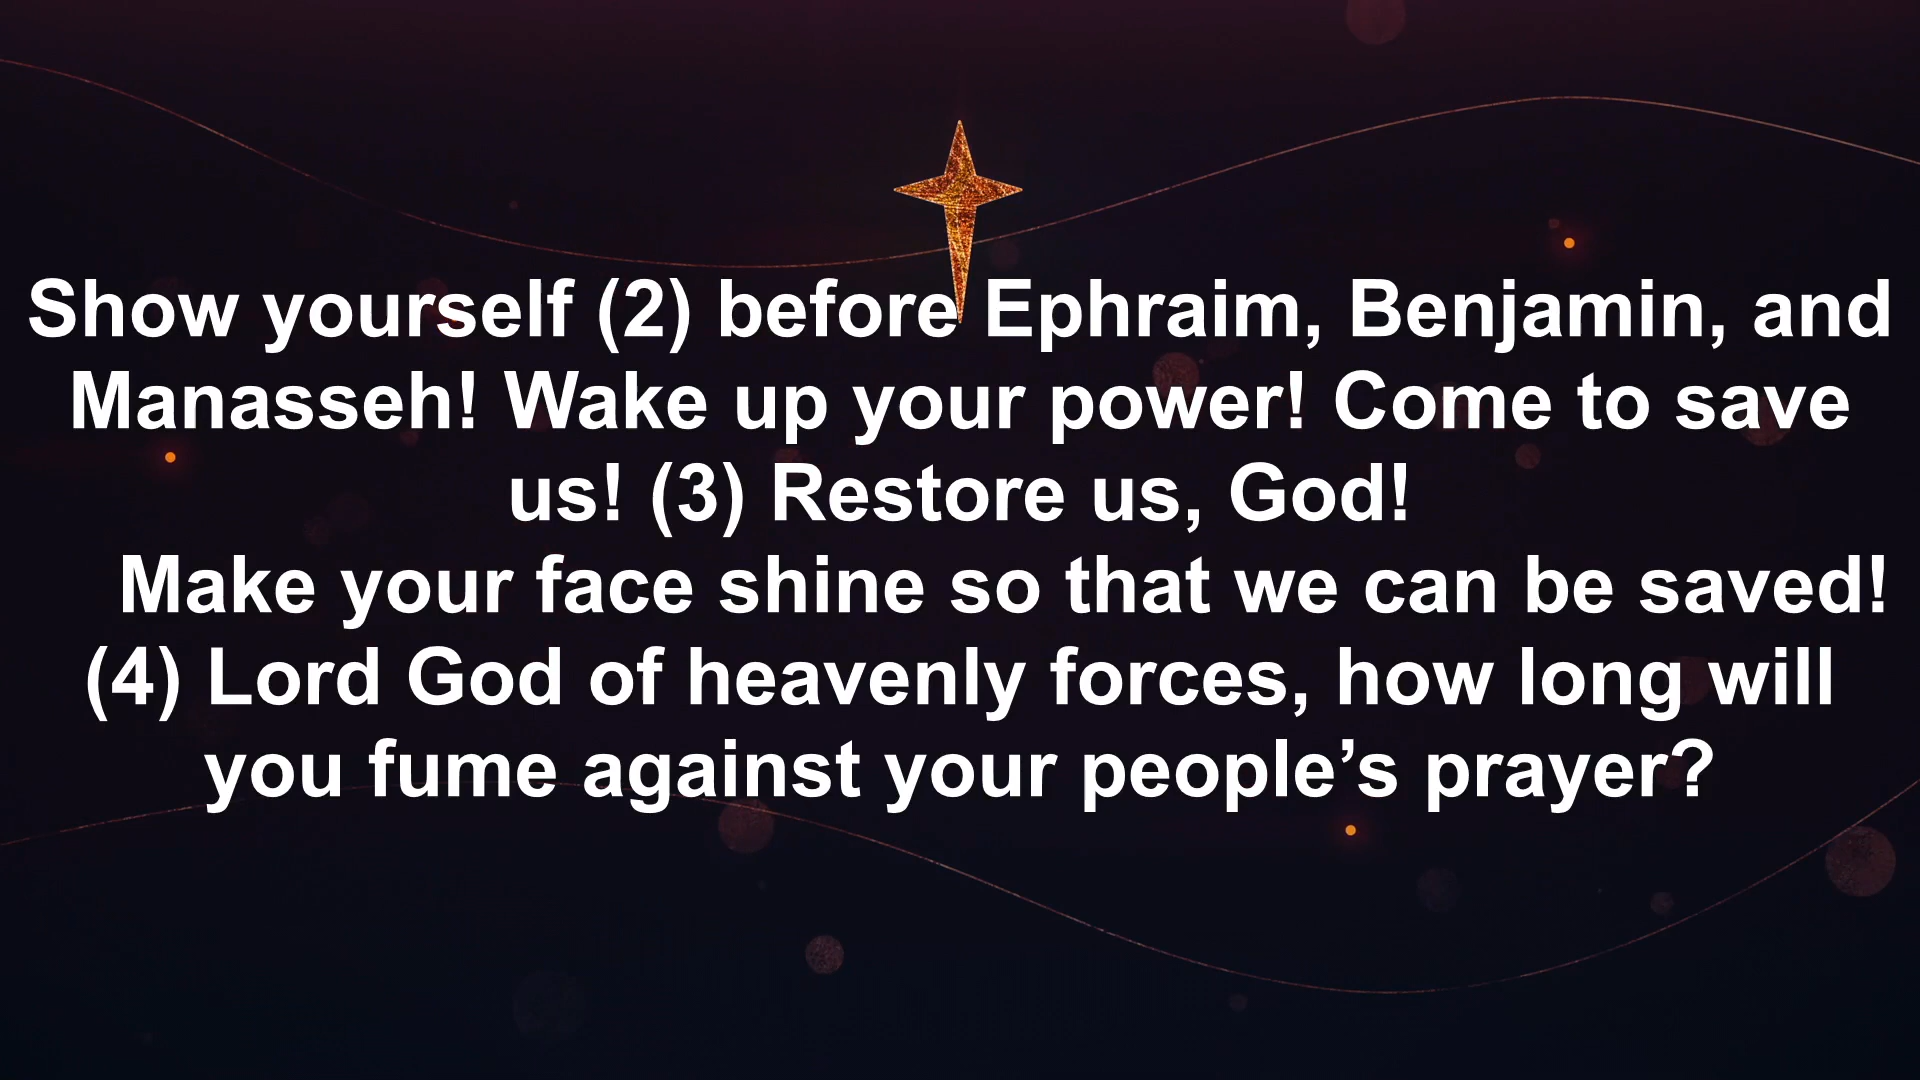 Show yourself (2) before Ephraim, Benjamin, and
Manasseh! Wake up your power! Come to save
us! (3) Restore us, God!
Make your face shine so that we can be saved!
(4) Lord God of heavenly forces, how long will
you fume against your people’s prayer?